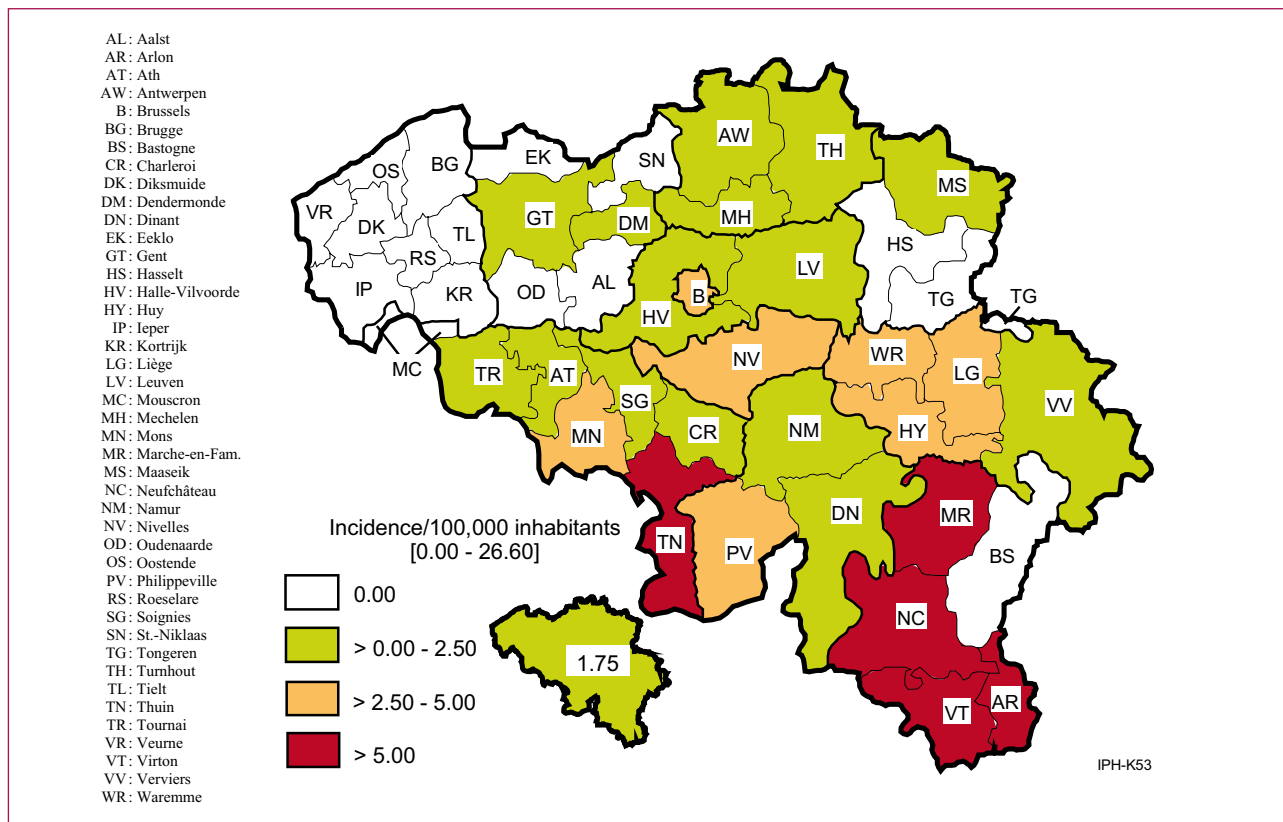 AL: Aalst
AR: Arlon
AT: Ath
AW: Antwerpen
B: Brussels
BG: Brugge
BS: Bastogne
CR: Charleroi
DK: Diksmuide
DM: Dendermonde
DN: Dinant
EK: Eeklo
GT: Gent
HS: Hasselt
HV: Halle-Vilvoorde
HY: Huy
IP: Ieper
KR: Kortrijk
LG: Liège
LV: Leuven
MC: Mouscron
MH: Mechelen
MN: Mons
MR: Marche-en-Fam.
MS: Maaseik
NC: Neufchâteau
NM: Namur
NV: Nivelles
OD: Oudenaarde
OS: Oostende
PV: Philippeville
RS: Roeselare
SG: Soignies
SN: St.-Niklaas
TG: Tongeren
TH: Turnhout
TL: Tielt
TN: Thuin
TR: Tournai
VR: Veurne
VT: Virton
VV: Verviers
WR: Waremme
AW
TH
EK
SN
BG
OS
MS
VR
GT
DM
MH
DK
TL
HS
RS
LV
IP
KR
OD
AL
B
TG
TG
HV
MC
NV
WR
TR
AT
LG
SG
VV
MN
CR
NM
HY
DN
MR
TN
PV
BS
NC
VT
AR
Incidence/100,000 inhabitants
[0.00 - 26.60]
0.00
> 0.00 - 2.50
> 2.50 - 5.00
> 5.00
1.75
IPH-K53